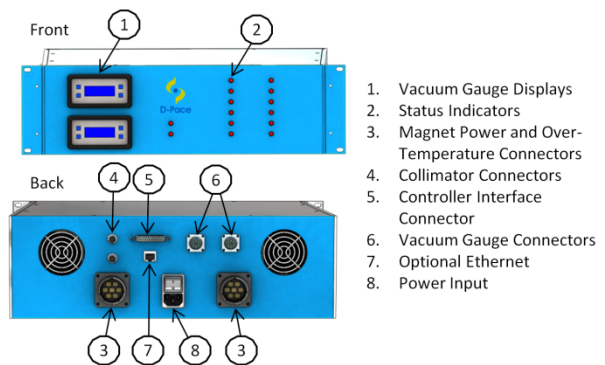 Front
1
2
D-Pace
1. Vacuum Gauge Displays
2. Status Indicators
3. Magnet Power and Over-
Temperature Connectors
4. Collimator Connectors
5. Controller Interface
Connector
6. Vacuum Gauge Connectors
7. Optional Ethernet
8. Power Input
Back
4
5
6
3
7
8
3